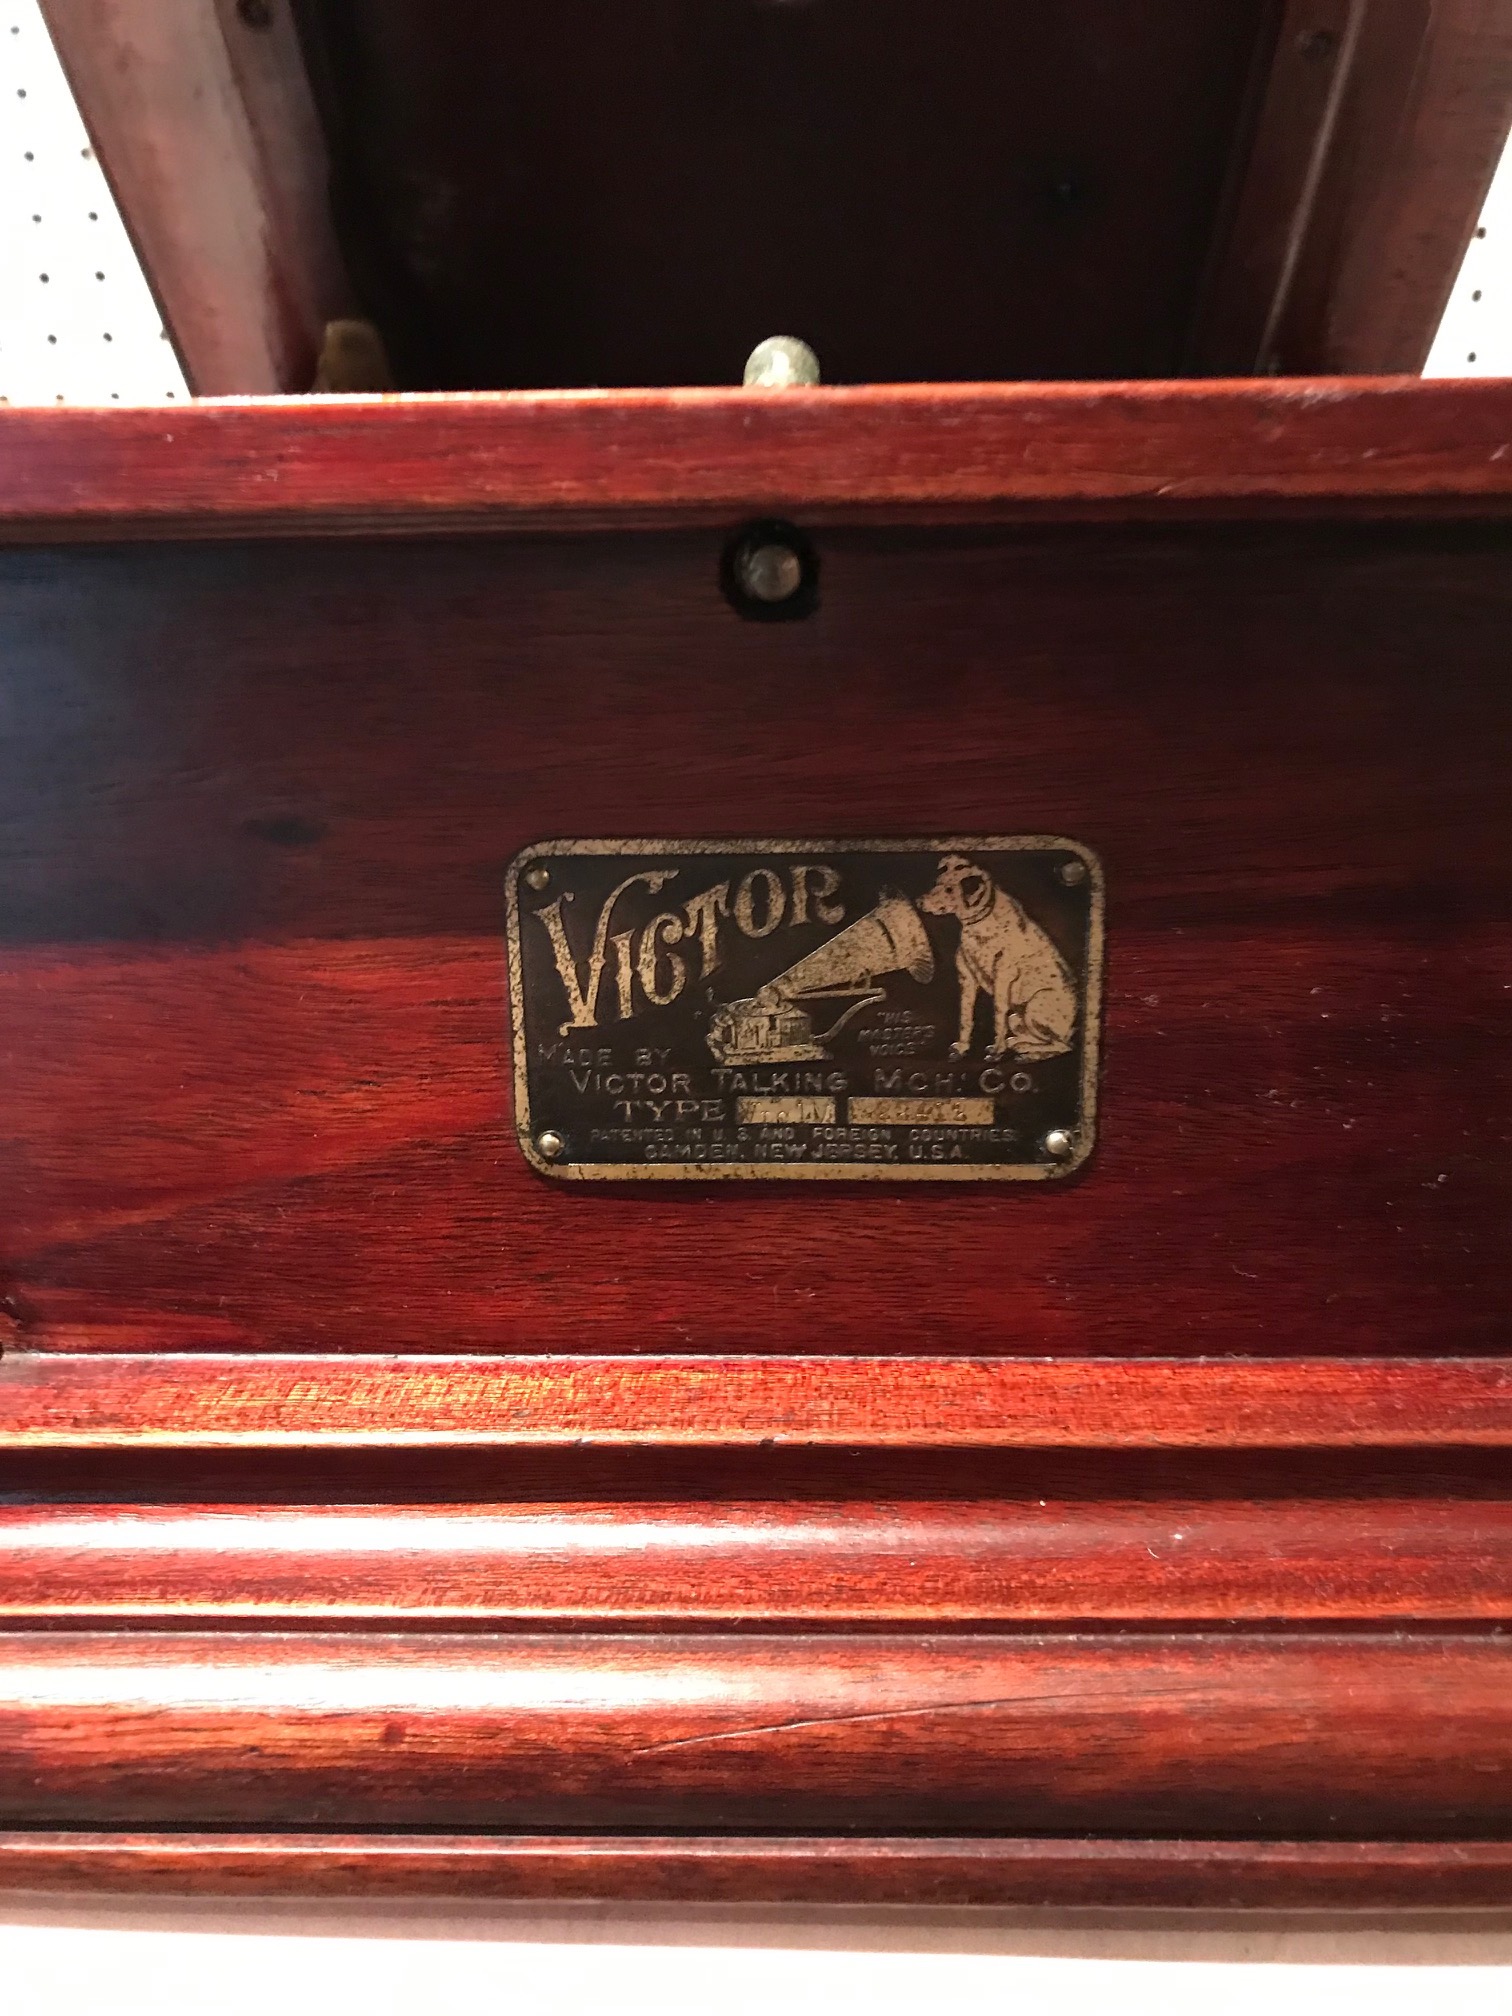 VICTOR
"HIS
MASTER'S
VOICE"
MADE BY
VICTOR TALKING MCH. CO.
TYPE
PATENTED IN U.S. AND FOREIGN COUNTRIES.
CAMDEN, NEW JERSEY, U.S.A.